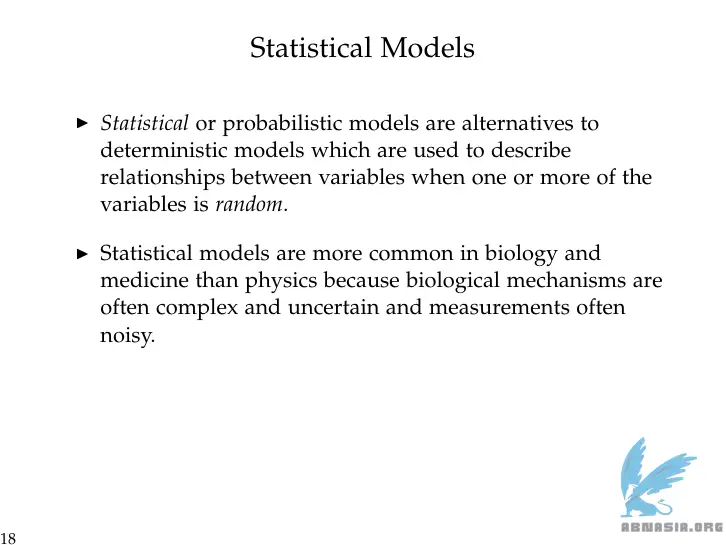 Statistical Models
▶ Statistical or probabilistic models are alternatives to
deterministic models which are used to describe
relationships between variables when one or more of the
variables is random.
▶ Statistical models are more common in biology and
medicine than physics because biological mechanisms are
often complex and uncertain and measurements often
noisy.
ABNASIA.ORG
18